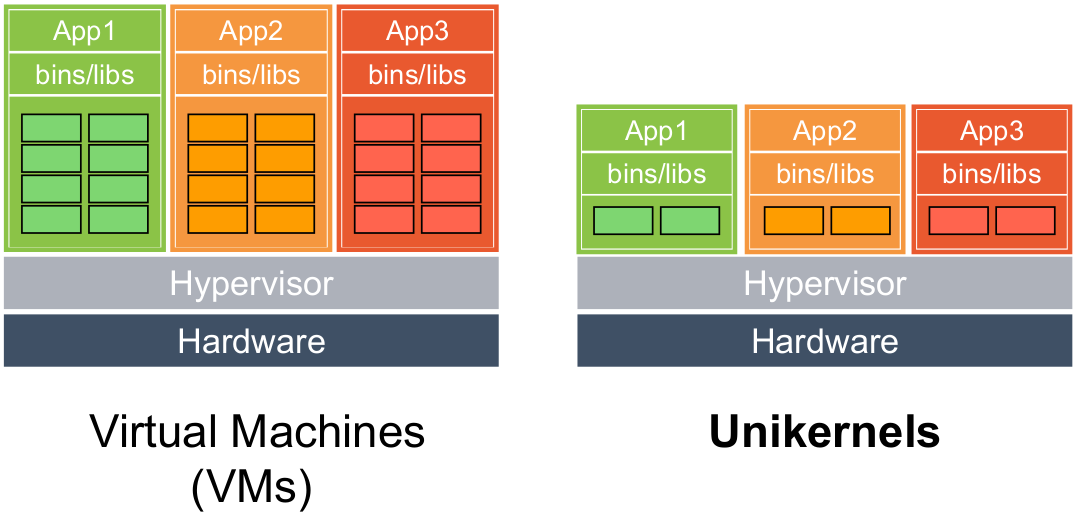 App1
bins/libs
App2
bins/libs
App3
bins/libs
Hypervisor
Hardware
Virtual Machines
(VMs)
App1
bins/libs
App2
bins/libs
App3
bins/libs
Hypervisor
Hardware
Unikernels